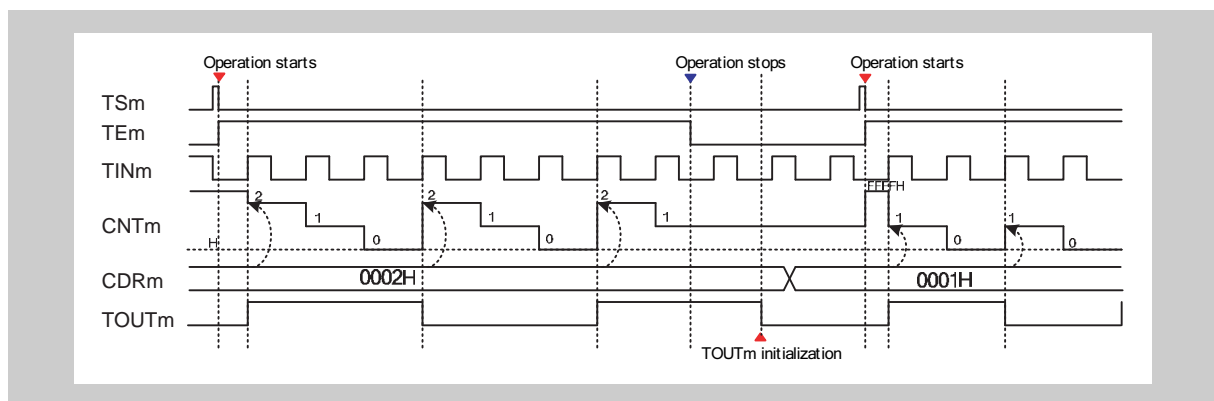 Operation starts Operation stops Operation starts
TSm
TEm
TINm
FFFFH
CNTm 2 1 0 2 1 0 2 1 1 0 1 0
H
CDRm 0002H 0001H
TOUTm
TOUTm initialization